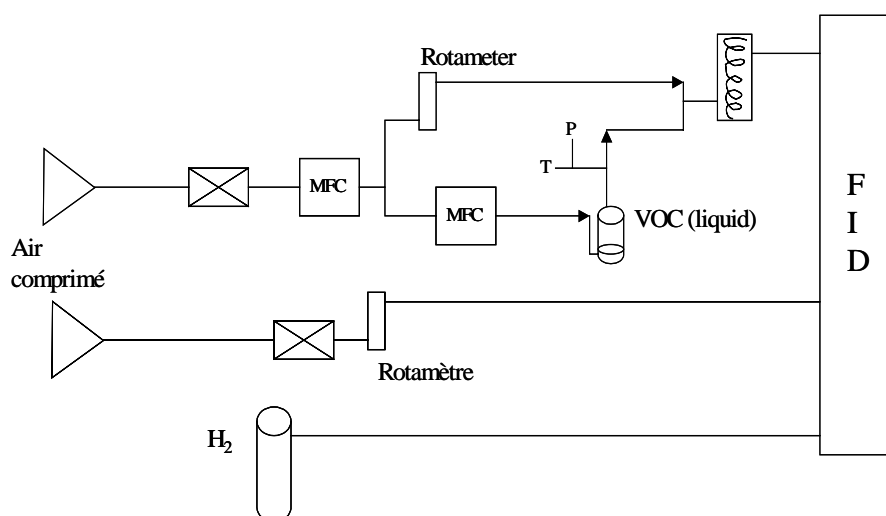 Rotameter
P
T
MFC
MFC
VOC (liquid)
Air
comprimé
F
I
D
Rotamètre
H₂